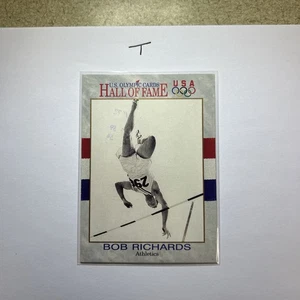 T
U.S. OLYMPIC CARDS
HALL OF FAME
USA
BOB RICHARDS
Athletics